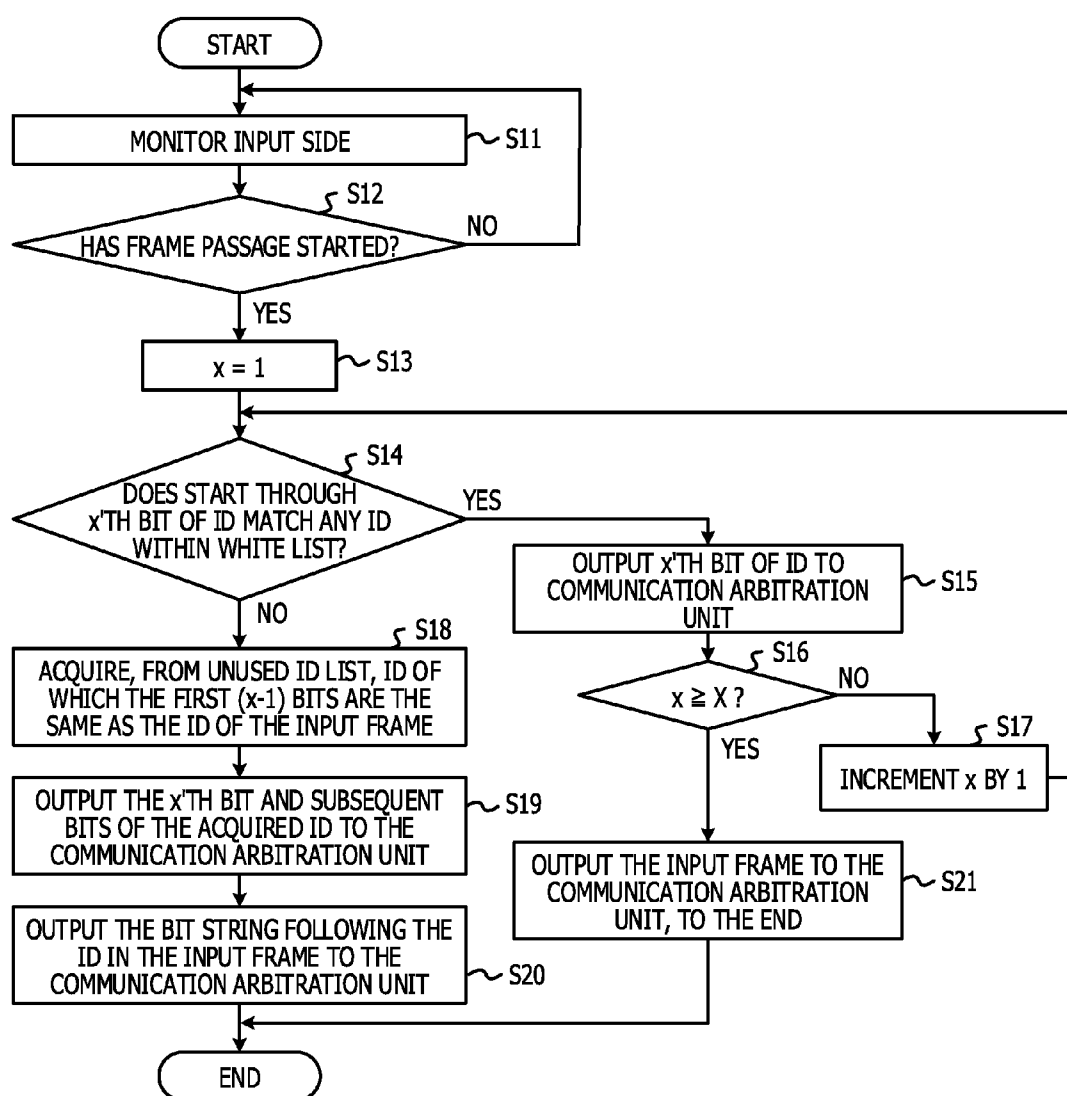 START
MONITOR INPUT SIDE
S11
S12
HAS FRAME PASSAGE STARTED?
NO
YES
x = 1
S13
S14
DOES START THROUGH
x'TH BIT OF ID MATCH ANY ID
WITHIN WHITE LIST?
YES
NO
OUTPUT x'TH BIT OF ID TO
COMMUNICATION ARBITRATION
UNIT
S15
S16
x ≧ X ?
NO
YES
S17
INCREMENT x BY 1
S18
ACQUIRE, FROM UNUSED ID LIST, ID OF
WHICH THE FIRST (x-1) BITS ARE THE
SAME AS THE ID OF THE INPUT FRAME
OUTPUT THE x'TH BIT AND SUBSEQUENT
BITS OF THE ACQUIRED ID TO THE
COMMUNICATION ARBITRATION UNIT
S19
OUTPUT THE INPUT FRAME TO THE
COMMUNICATION ARBITRATION
UNIT, TO THE END
S21
OUTPUT THE BIT STRING FOLLOWING THE
ID IN THE INPUT FRAME TO THE
COMMUNICATION ARBITRATION UNIT
S20
END